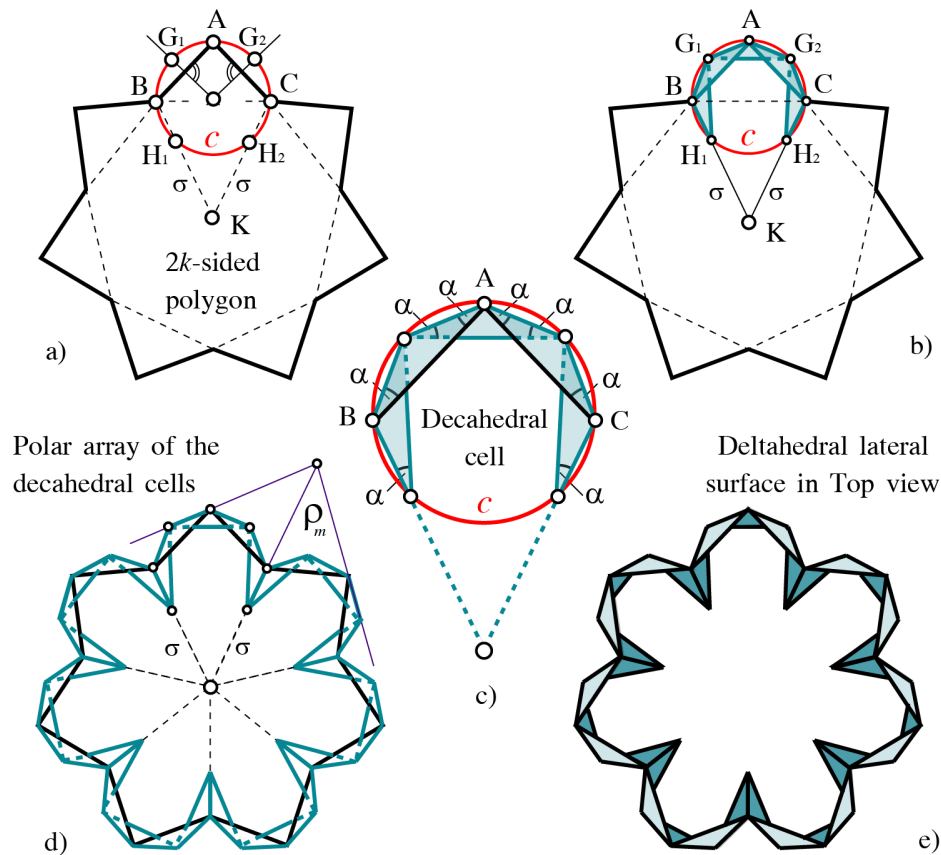 A
G₁
G₂
B
C
c
H₁
H₂
σ
σ
K
2k-sided
polygon
a)
A
G₁
G₂
B
C
c
H₁
H₂
σ
σ
K
b)
A
α
α
α
α
α
α
B
C
Decahedral
cell
α
α
c
c)
Polar array of the
decahedral cells
ρₘ
σ
σ
d)
Deltahedral lateral
surface in Top view
e)